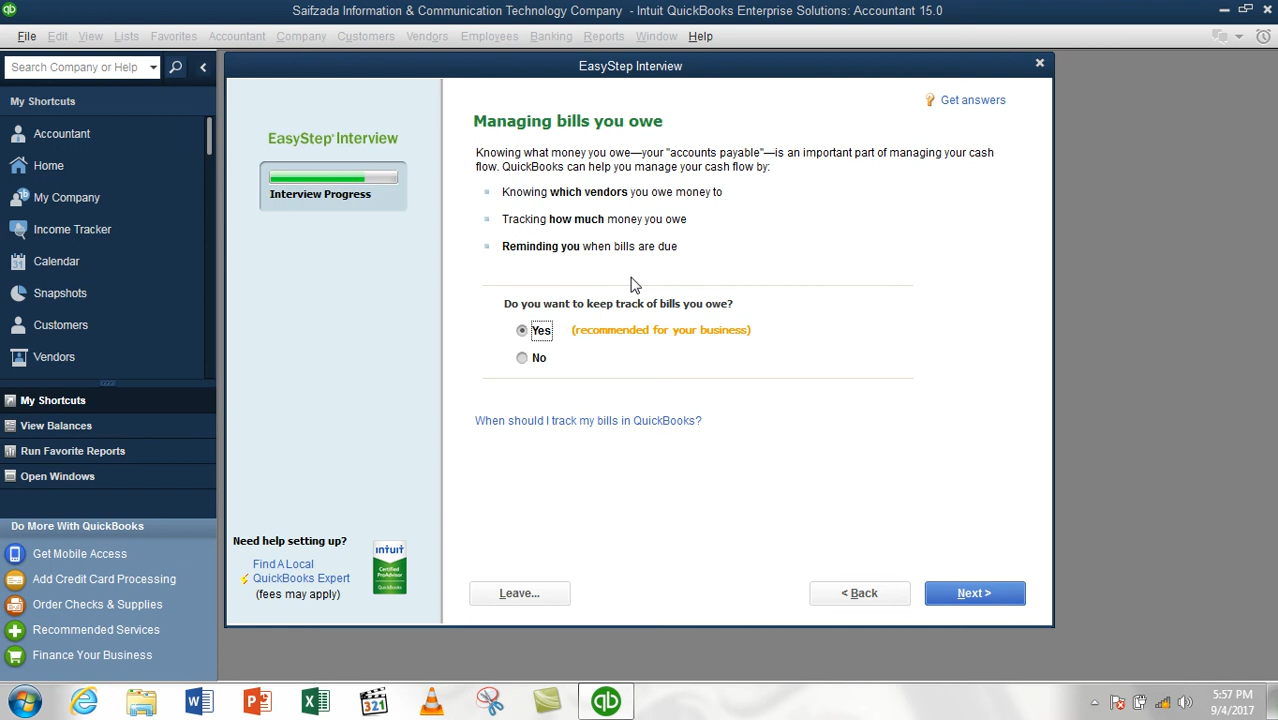 Saifzada Information & Communication Technology Company - Intuit QuickBooks Enterprise Solutions: Accountant 15.0
File Edit View Lists Favorites Accountant Company Customers Vendors Employees Banking Reports Window Help
Search Company or Help
My Shortcuts
Accountant
Home
My Company
Income Tracker
Calendar
31
Snapshots
Customers
Vendors
My Shortcuts
View Balances
Run Favorite Reports
Open Windows
Do More With QuickBooks
Get Mobile Access
Add Credit Card Processing
Order Checks & Supplies
Recommended Services
Finance Your Business
EasyStep Interview
EasyStep® Interview
Interview Progress
Need help setting up?
Find A Local
QuickBooks Expert
(fees may apply)
intuit
Certified
ProAdvisor
QuickBooks
Get answers
Managing bills you owe
Knowing what money you owe—your "accounts payable"—is an important part of managing your cash
flow. QuickBooks can help you manage your cash flow by:
Knowing which vendors you owe money to
Tracking how much money you owe
Reminding you when bills are due
Do you want to keep track of bills you owe?
Yes (recommended for your business)
No
When should I track my bills in QuickBooks?
Leave... < Back Next >
321
qb
5:57 PM
9/4/2017